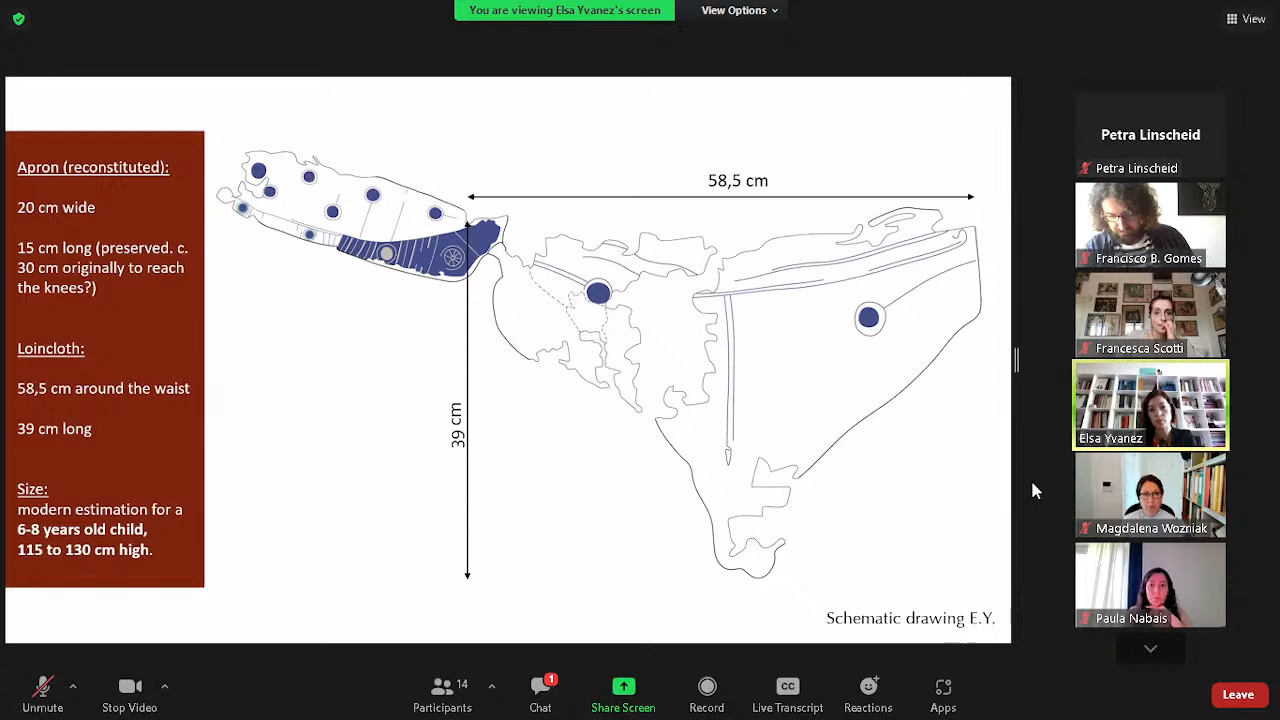 You are viewing Elsa Yvanez's screen
View Options
View
Apron (reconstituted):
20 cm wide
15 cm long (preserved. c.
30 cm originally to reach
the knees?)
Loincloth:
58,5 cm around the waist
39 cm long
Size:
modern estimation for a
6-8 years old child,
115 to 130 cm high.
58,5 cm
39 cm
Schematic drawing E.Y.
Petra Linscheid
Petra Linscheid
Francisco B. Gomes
Francesca Scotti
Elsa Yvanez
Magdalena Wozniak
Paula Nabais
Unmute
Stop Video
14
Participants
1
Chat
Share Screen
Record
CC
Live Transcript
Reactions
Apps
Leave